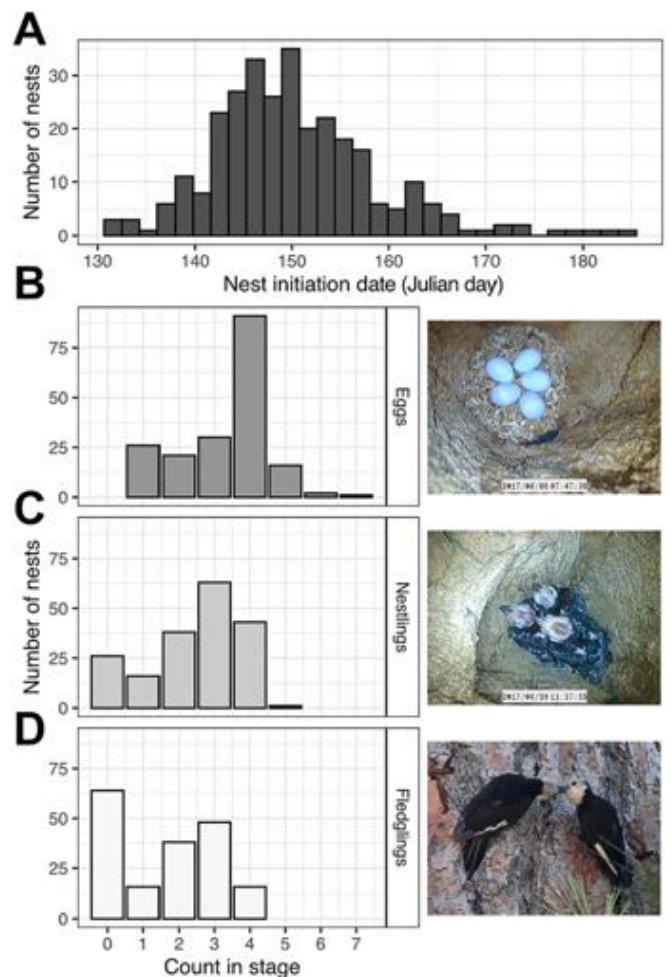 A
Number of nests
30
20
10
0
130 140 150 160 170 180
Nest initiation date (Julian day)
B
75
50
25
0
Eggs
C
Number of nests
75
50
25
0
Nestlings
D
75
50
25
0
Fledglings
0 1 2 3 4 5 6 7
Count in stage